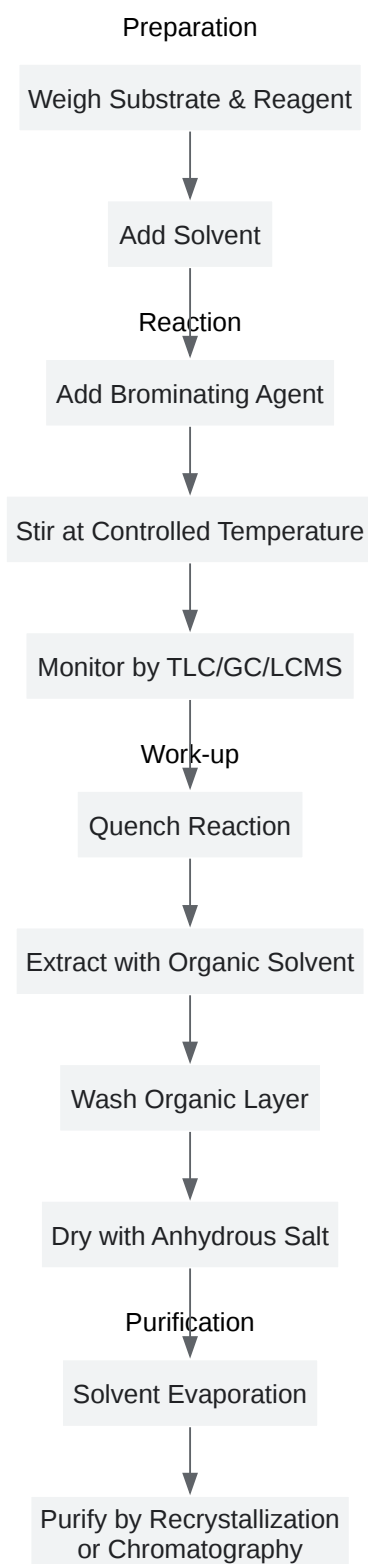 Preparation
Weigh Substrate & Reagent
Add Solvent
Reaction
Add Brominating Agent
Stir at Controlled Temperature
Monitor by TLC/GC/LCMS
Work-up
Quench Reaction
Extract with Organic Solvent
Wash Organic Layer
Dry with Anhydrous Salt
Purification
Solvent Evaporation
Purify by Recrystallization
or Chromatography